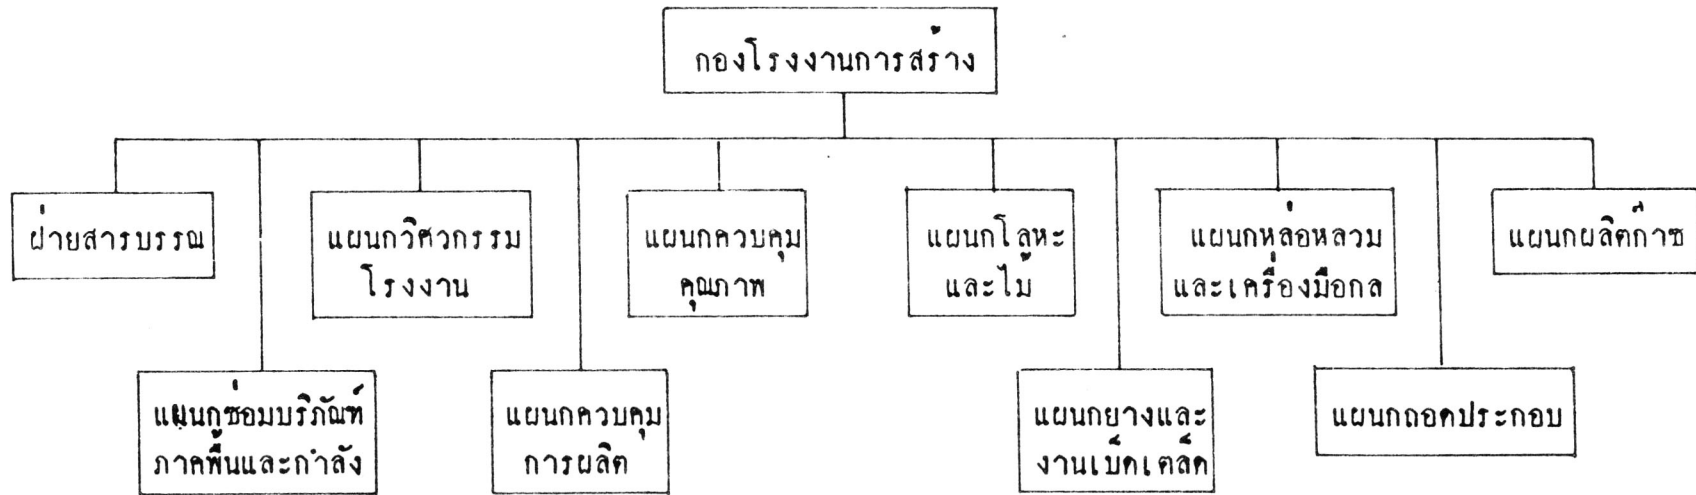 กองโรงงานการสร้าง
ฝ่ายสารบรรณ
แผนกวิศวกรรม
โรงงาน
แผนกควบคุม
คุณภาพ
แผนกโลหะ
และไม้
แผนกหล่อหลวม
และเครื่องมือกล
แผนกผลิตก๊าซ
แผนกซ่อมบริภัณฑ์
ภาคพื้นและกำลัง
แผนกควบคุม
การผลิต
แผนกยางและ
งานเบ็ดเตล็ด
แผนกถอดประกอบ